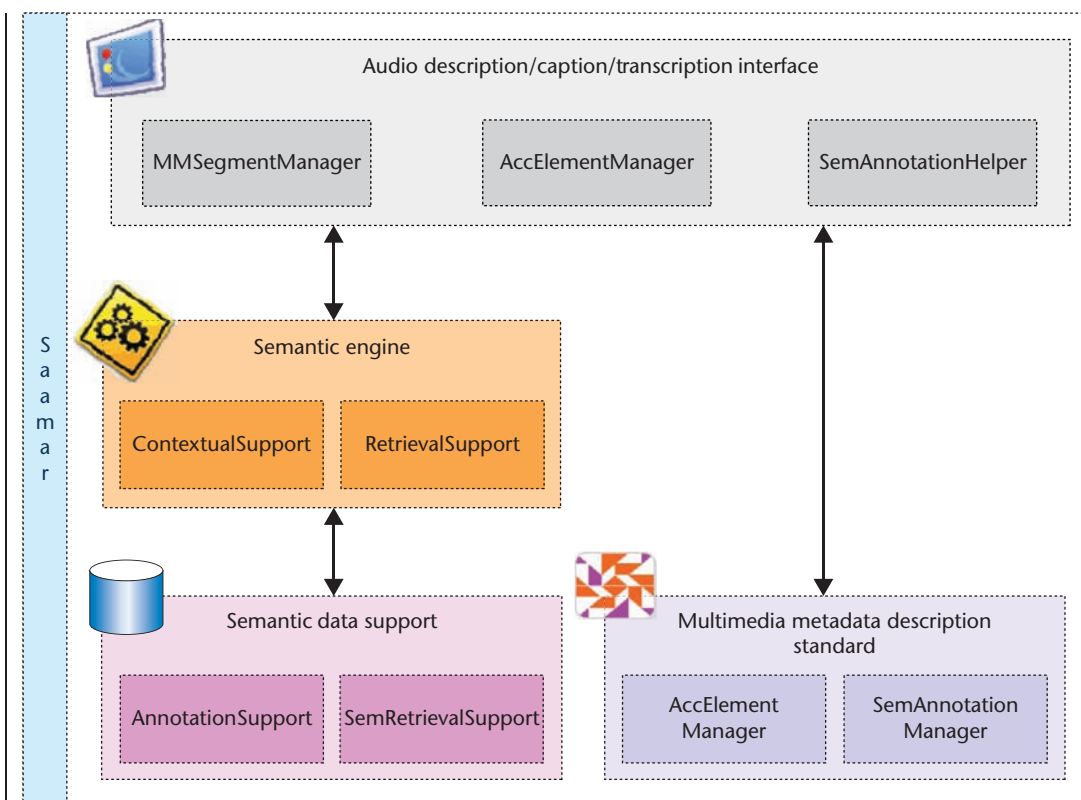 Saamar
Audio description/caption/transcription interface
MMSegmentManager
AccElementManager
SemAnnotationHelper
Semantic engine
ContextualSupport
RetrievalSupport
Semantic data support
AnnotationSupport
SemRetrievalSupport
Multimedia metadata description
standard
AccElement
Manager
SemAnnotation
Manager